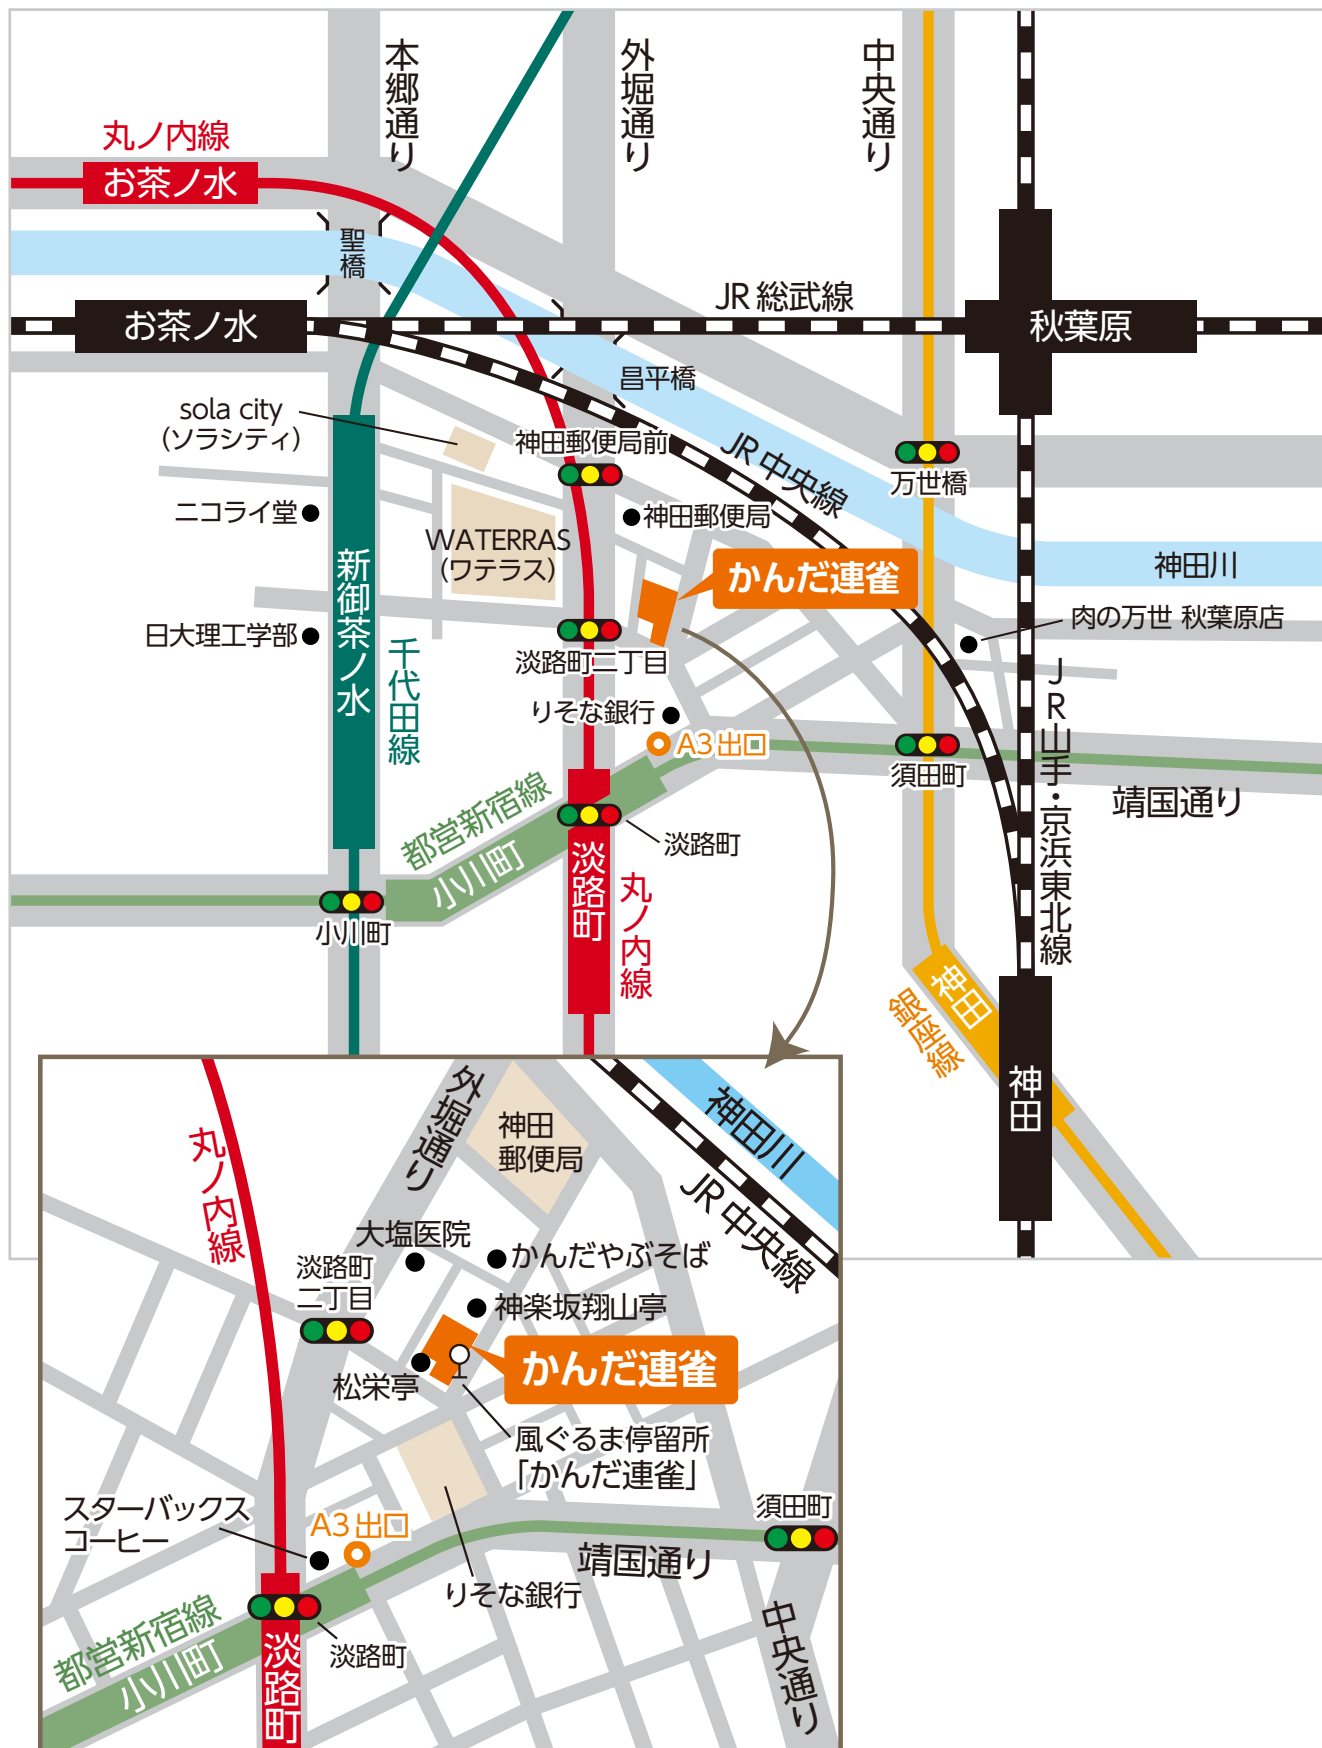 本郷通り
外堀通り
中央通り
丸ノ内線
お茶ノ水
聖橋
お茶ノ水
JR 総武線
秋葉原
昌平橋
sola city
(ソラシティ)
神田郵便局前
JR 中央線
万世橋
ニコライ堂
WATERRAS
(ワテラス)
神田郵便局
神田川
かんだ連雀
新御茶ノ水
千代田線
日大理工学部
肉の万世 秋葉原店
淡路町二丁目
りそな銀行
A3 出口
須田町
JR山手・京浜東北線
靖国通り
都営新宿線
小川町
淡路町
淡路町
丸ノ内線
小川町
神田
銀座線
神田
外堀通り
神田
郵便局
神田川
丸ノ内線
JR 中央線
大塩医院
かんだやぶそば
淡路町
二丁目
神楽坂翔山亭
かんだ連雀
松栄亭
風ぐるま停留所
「かんだ連雀」
スターバックス
コーヒー
A3 出口
須田町
靖国通り
りそな銀行
都営新宿線
小川町
淡路町
淡路町
中央通り